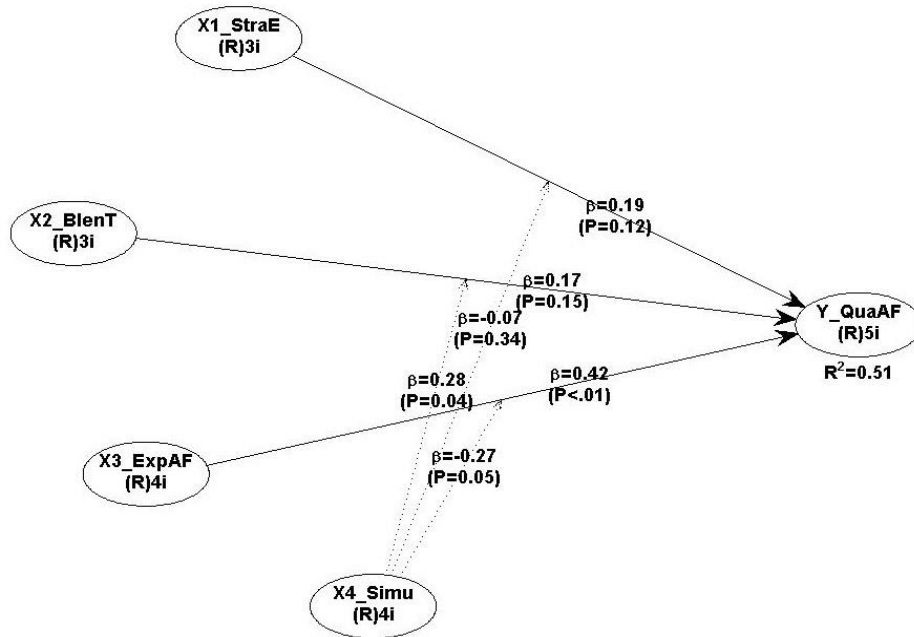 X1_StraE
(R)3i
β=0.19
(P=0.12)
X2_BlenT
(R)3i
β=0.17
(P=0.15)
Y_QuaAF
(R)5i
R²=0.51
β=-0.07
(P=0.34)
β=0.28
(P=0.04)
β=0.42
(P<.01)
X3_ExpAF
(R)4i
β=-0.27
(P=0.05)
X4_Simu
(R)4i